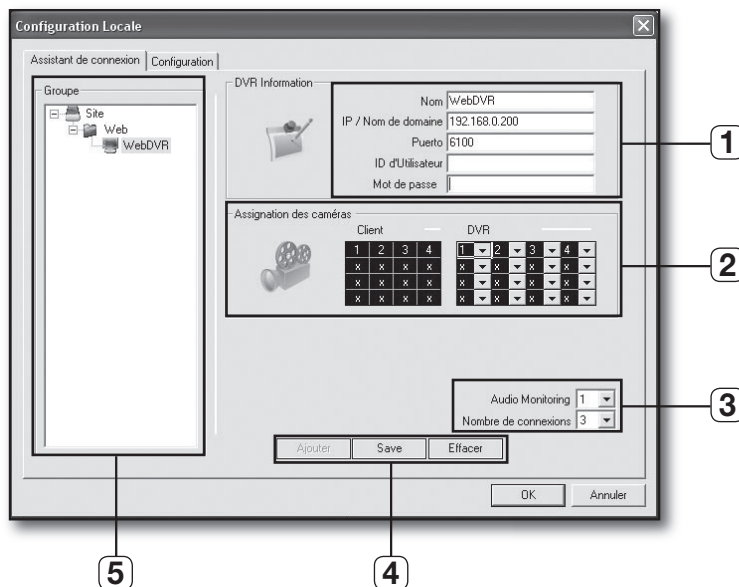 Configuration Locale
Assistant de connexion
Configuration
Groupe
Site
Web
WebDVR
DVR Information
Nom WebDVR
IP / Nom de domaine 192.168.0.200
Puerto 6100
ID d'Utilisateur
Mot de passe
1
Assignation des caméras
Client
DVR
1 2 3 4 1 2 3 4
x x x x x x x x
x x x x x x x x
x x x x x x x x
2
Audio Monitoring 1
Nombre de connexions 3
3
Ajouter Save Effacer
OK Annuler
5 4